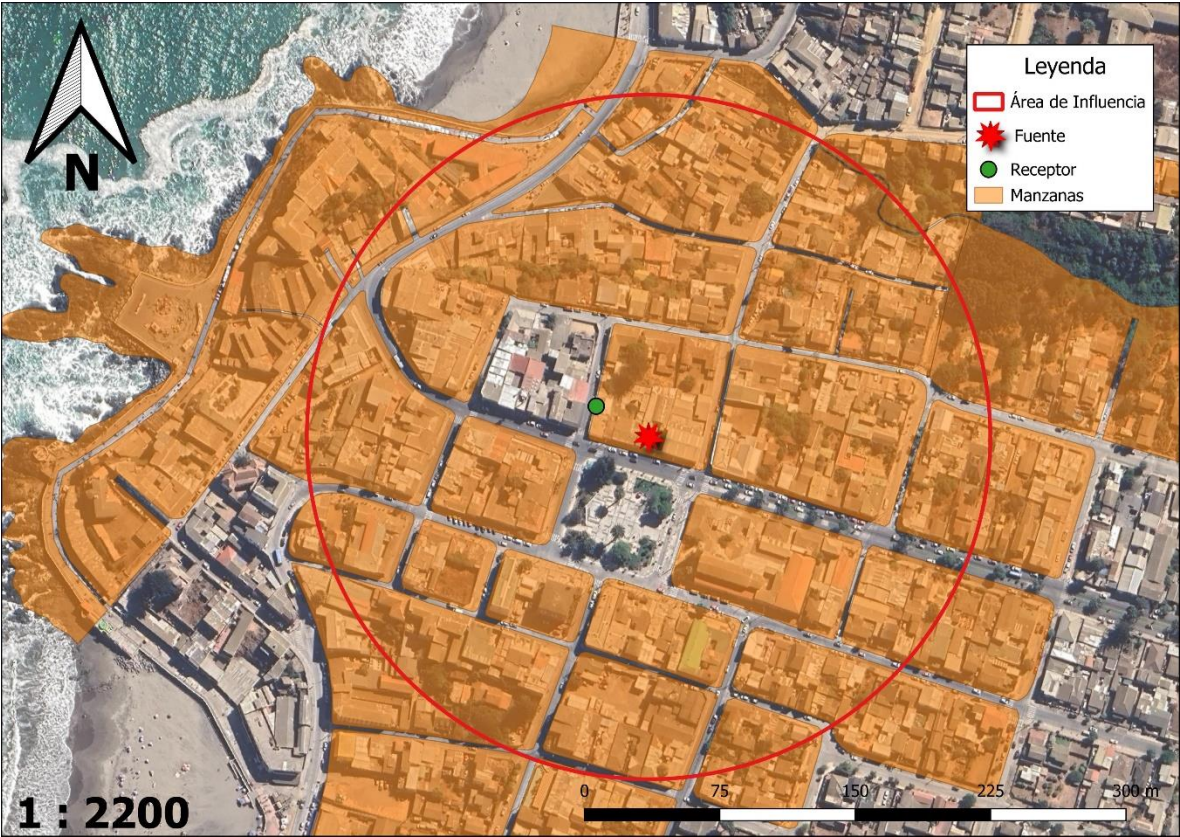 N
Leyenda
Área de Influencia
Fuente
Receptor
Manzanas
0 75 150 225 300 m
1 : 2200